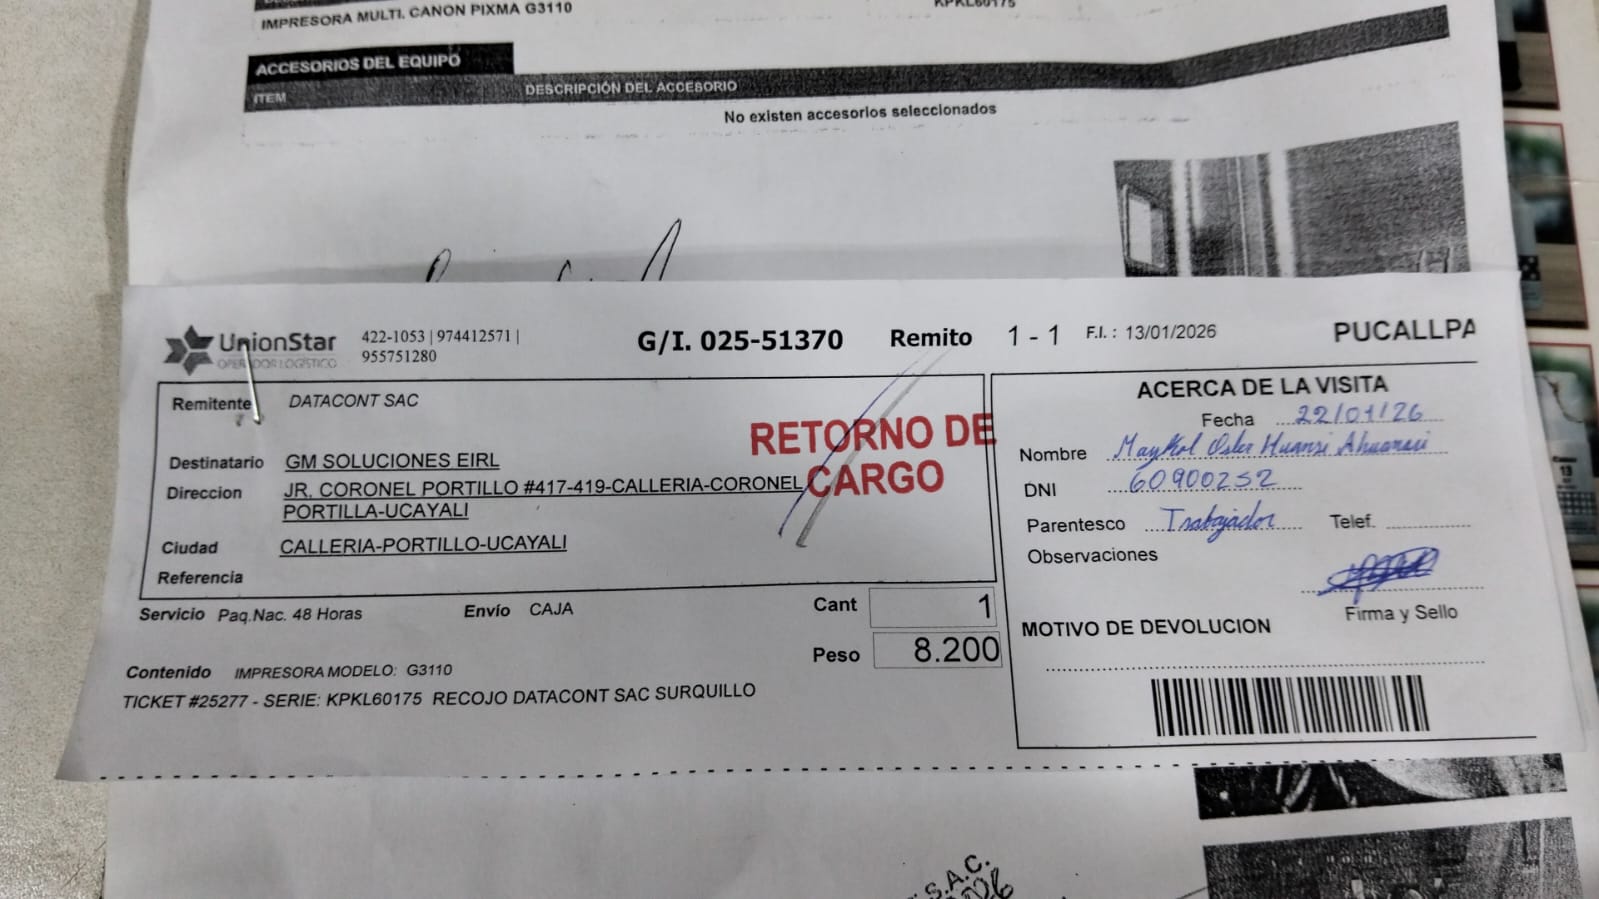 IMPRESORA MULTI. CANON PIXMA G3110
KPKL60175
ACCESORIOS DEL EQUIPO
ITEM DESCRIPCIÓN DEL ACCESORIO
No existen accesorios seleccionados
UnionStar
OPERADOR LOGÍSTICO
422-1053 | 974412571 |
955751280
G/I. 025-51370 Remito 1 - 1 F.I. : 13/01/2026 PUCALLPA
Remitente DATACONT SAC
Destinatario GM SOLUCIONES EIRL
Direccion JR. CORONEL PORTILLO #417-419-CALLERIA-CORONEL
PORTILLA-UCAYALI
Ciudad CALLERIA-PORTILLO-UCAYALI
Referencia
RETORNO DE
CARGO
Servicio Paq.Nac. 48 Horas Envío CAJA
Cant 1
Peso 8.200
Contenido IMPRESORA MODELO: G3110
TICKET #25277 - SERIE: KPKL60175 RECOJO DATACONT SAC SURQUILLO
ACERCA DE LA VISITA
Fecha 22/01/26
Nombre Maykol Huansi Ahuanari
DNI 60900252
Parentesco Trabajador Telef.
Observaciones
Firma y Sello
MOTIVO DE DEVOLUCION
S.A.C.